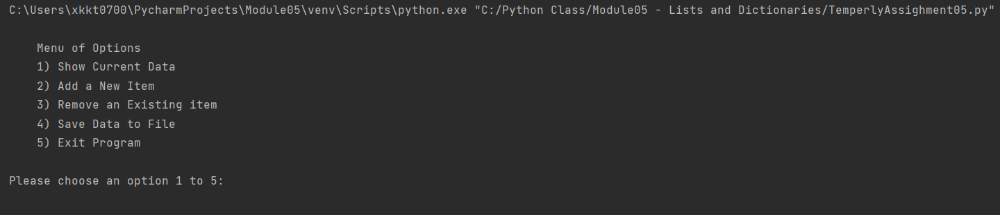 C:\Users\xkkt0700\PycharmProjects\Module05\venv\Scripts\python.exe "C:/Python Class/Module05 - Lists and Dictionaries/TemperlyAssighment05.py"
Menu of Options
1) Show Current Data
2) Add a New Item
3) Remove an Existing item
4) Save Data to File
5) Exit Program
Please choose an option 1 to 5: